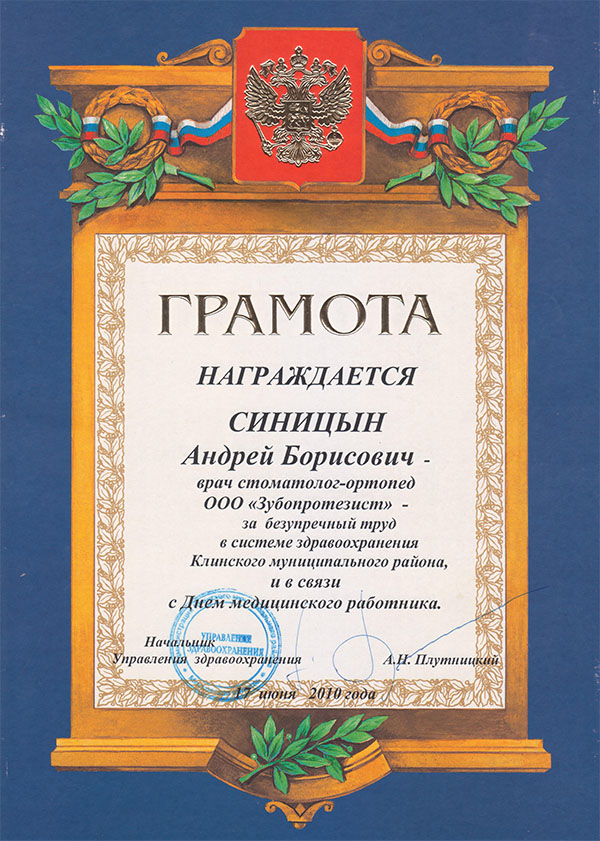 ГРАМОТА
НАГРАЖДАЕТСЯ
СИНИЦЫН
Андрей Борисович -
врач стоматолог-ортопед
ООО «Зубопротезист» -
за безупречный труд
в системе здравоохранения
Клинского муниципального района,
и в связи
с Днем медицинского работника.
Начальник
Управления здравоохранения А.Н. Плутницкий
УПРАВЛЕНИЕ
ЗДРАВООХРАНЕНИЯ
17 июня 2010 года